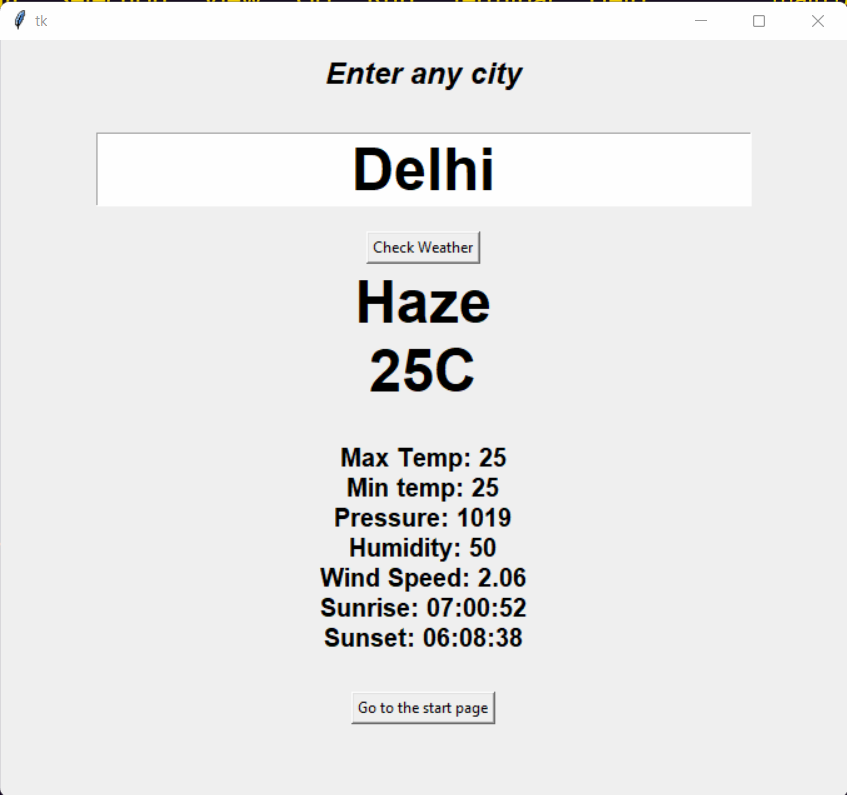 tk
Enter any city
Delhi
Check Weather
Haze
25C
Max Temp: 25
Min temp: 25
Pressure: 1019
Humidity: 50
Wind Speed: 2.06
Sunrise: 07:00:52
Sunset: 06:08:38
Go to the start page